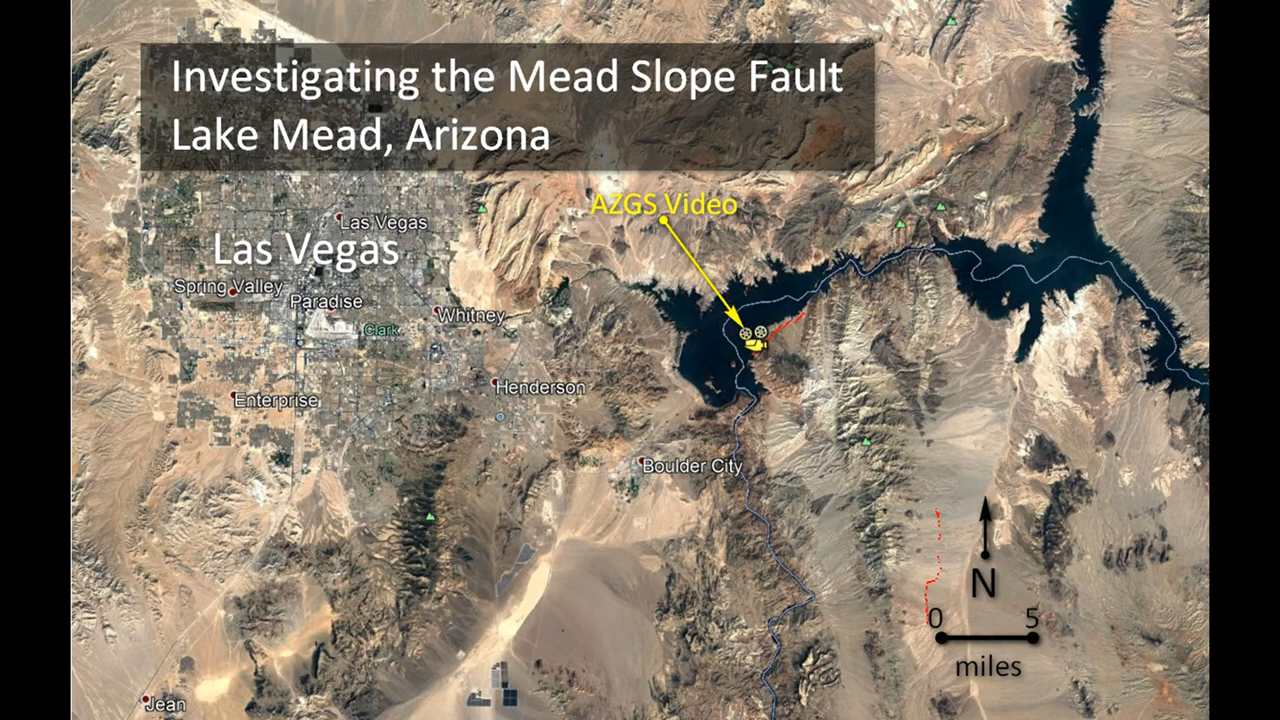 Investigating the Mead Slope Fault
Lake Mead, Arizona
AZGS Video
Las Vegas
Las Vegas
Spring Valley
Paradise
Whitney
Clark
Henderson
Enterprise
Boulder City
N
0 5
miles
Jean